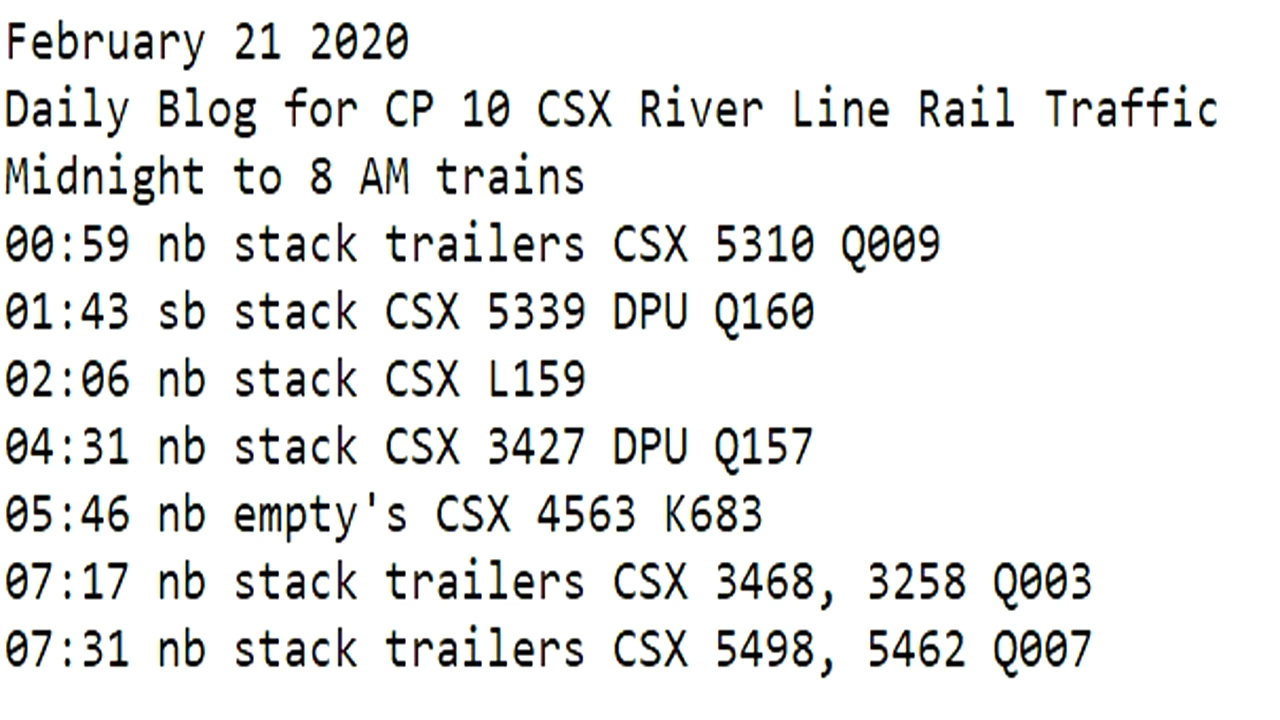 February 21 2020
Daily Blog for CP 10 CSX River Line Rail Traffic
Midnight to 8 AM trains
00:59 nb stack trailers CSX 5310 Q009
01:43 sb stack CSX 5339 DPU Q160
02:06 nb stack CSX L159
04:31 nb stack CSX 3427 DPU Q157
05:46 nb empty's CSX 4563 K683
07:17 nb stack trailers CSX 3468, 3258 Q003
07:31 nb stack trailers CSX 5498, 5462 Q007